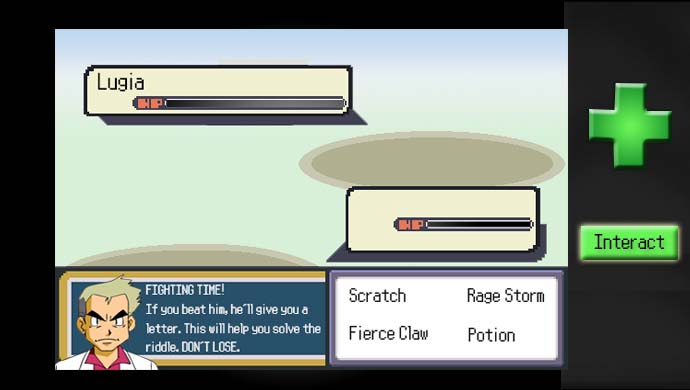 Lugia
HP
HP
Interact
FIGHTING TIME!
If you beat him, he'll give you a
letter. This will help you solve the
riddle. DON'T LOSE.
Scratch Rage Storm
Fierce Claw Potion